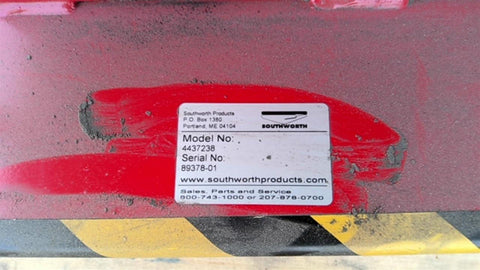 Southworth Products
P.O. Box 1380
Portland, ME 04104
SOUTHWORTH
Model No:
4437238
Serial No:
89378-01
www.southworthproducts.com
Sales, Parts and Service
800-743-1000 or 207-878-0700